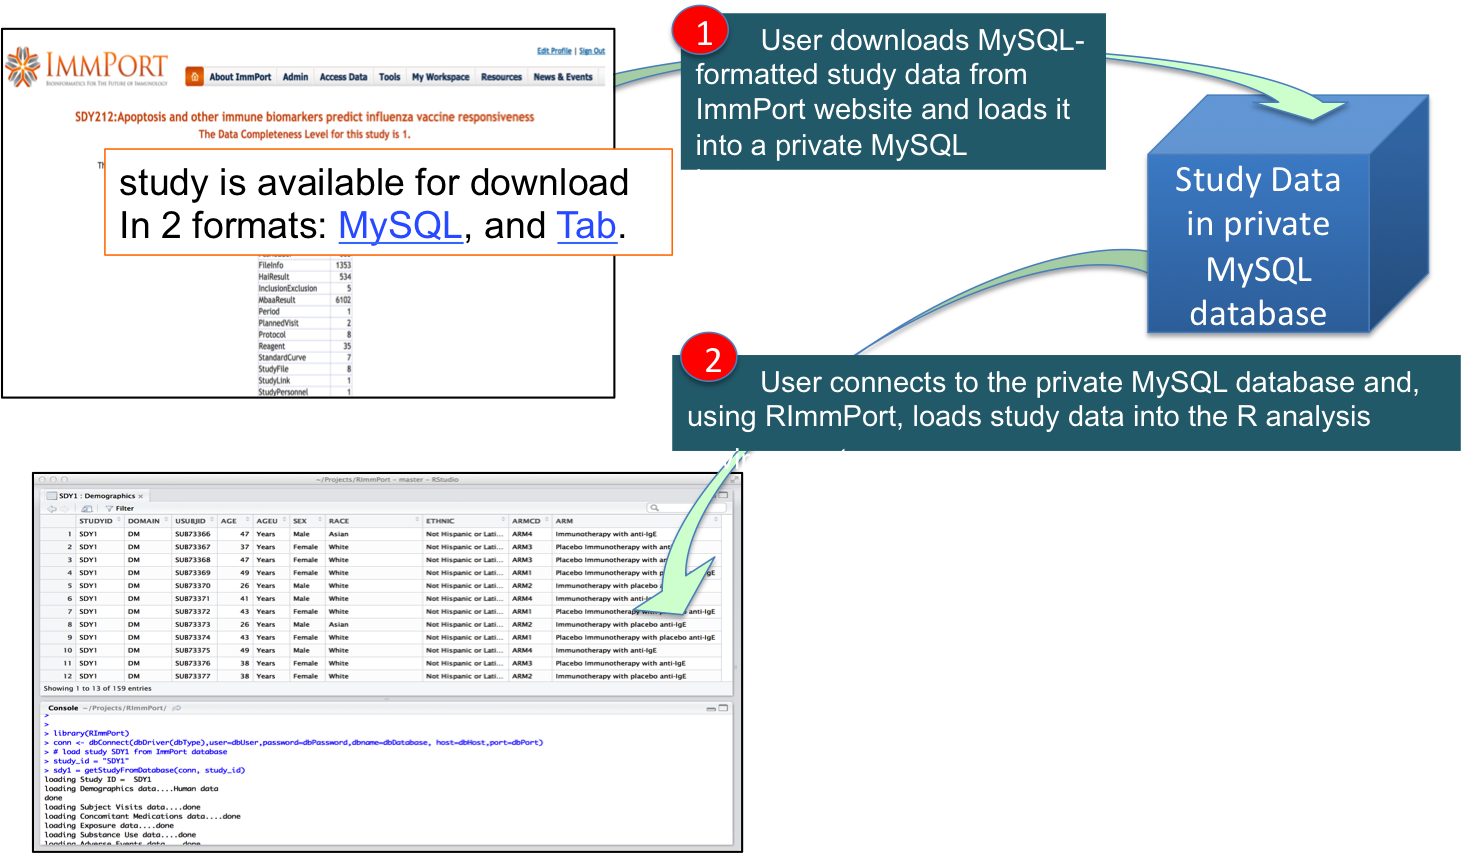 IMMPORT
BIOINFORMATICS FOR THE FUTURE OF IMMUNOLOGY
Edit Profile | Sign Out
About ImmPort Admin Access Data Tools My Workspace Resources News & Events
SDY212:Apoptosis and other immune biomarkers predict influenza vaccine responsiveness
The Data Completeness Level for this study is 1.
study is available for download
In 2 formats: MySQL, and Tab.
FileInfo 1353
HaiResult 534
InclusionExclusion 5
MbaaResult 6102
Period 1
PlannedVisit 2
Protocol 8
Reagent 35
StandardCurve 7
StudyFile 8
StudyLink 1
StudyPersonnel 1
1
User downloads MySQL-
formatted study data from
ImmPort website and loads it
into a private MySQL
Study Data
in private
MySQL
database
2
User connects to the private MySQL database and,
using RImmPort, loads study data into the R analysis
~/Projects/RImmPort - master - RStudio
SDY1 : Demographics
Filter
STUDYID DOMAIN USUBJID AGE AGEU SEX RACE ETHNIC ARMCD ARM
1 SDY1 DM SUB73366 47 Years Male Asian Not Hispanic or Lati... ARM4 Immunotherapy with anti-IgE
2 SDY1 DM SUB73367 37 Years Female White Not Hispanic or Lati... ARM3 Placebo Immunotherapy with ant
3 SDY1 DM SUB73368 47 Years Female White Not Hispanic or Lati... ARM3 Placebo Immunotherapy with an
4 SDY1 DM SUB73369 49 Years Female White Not Hispanic or Lati... ARM1 Placebo Immunotherapy with p gE
5 SDY1 DM SUB73370 26 Years Male White Not Hispanic or Lati... ARM2 Immunotherapy with placebo a
6 SDY1 DM SUB73371 41 Years Male White Not Hispanic or Lati... ARM4 Immunotherapy with anti-I
7 SDY1 DM SUB73372 43 Years Female White Not Hispanic or Lati... ARM1 Placebo Immunotherapy with placebo anti-IgE
8 SDY1 DM SUB73373 26 Years Male Asian Not Hispanic or Lati... ARM2 Immunotherapy with placebo anti-IgE
9 SDY1 DM SUB73374 43 Years Female White Not Hispanic or Lati... ARM1 Placebo Immunotherapy with placebo anti-IgE
10 SDY1 DM SUB73375 49 Years Male White Not Hispanic or Lati... ARM4 Immunotherapy with anti-IgE
11 SDY1 DM SUB73376 38 Years Female White Not Hispanic or Lati... ARM3 Placebo Immunotherapy with anti-IgE
12 SDY1 DM SUB73377 38 Years Female White Not Hispanic or Lati... ARM2 Immunotherapy with placebo anti-IgE
Showing 1 to 13 of 159 entries
Console ~/Projects/RImmPort/
>
>
> library(RImmPort)
> conn <- dbConnect(dbDriver(dbType),user=dbUser,password=dbPassword,dbname=dbDatabase, host=dbHost,port=dbPort)
> # load study SDY1 from ImmPort database
> study_id = "SDY1"
> sdy1 = getStudyFromDatabase(conn, study_id)
loading Study ID = SDY1
loading Demographics data....Human data
done
loading Subject Visits data....done
loading Concomitant Medications data....done
loading Exposure data....done
loading Substance Use data....done
loading Adverse Events data....done